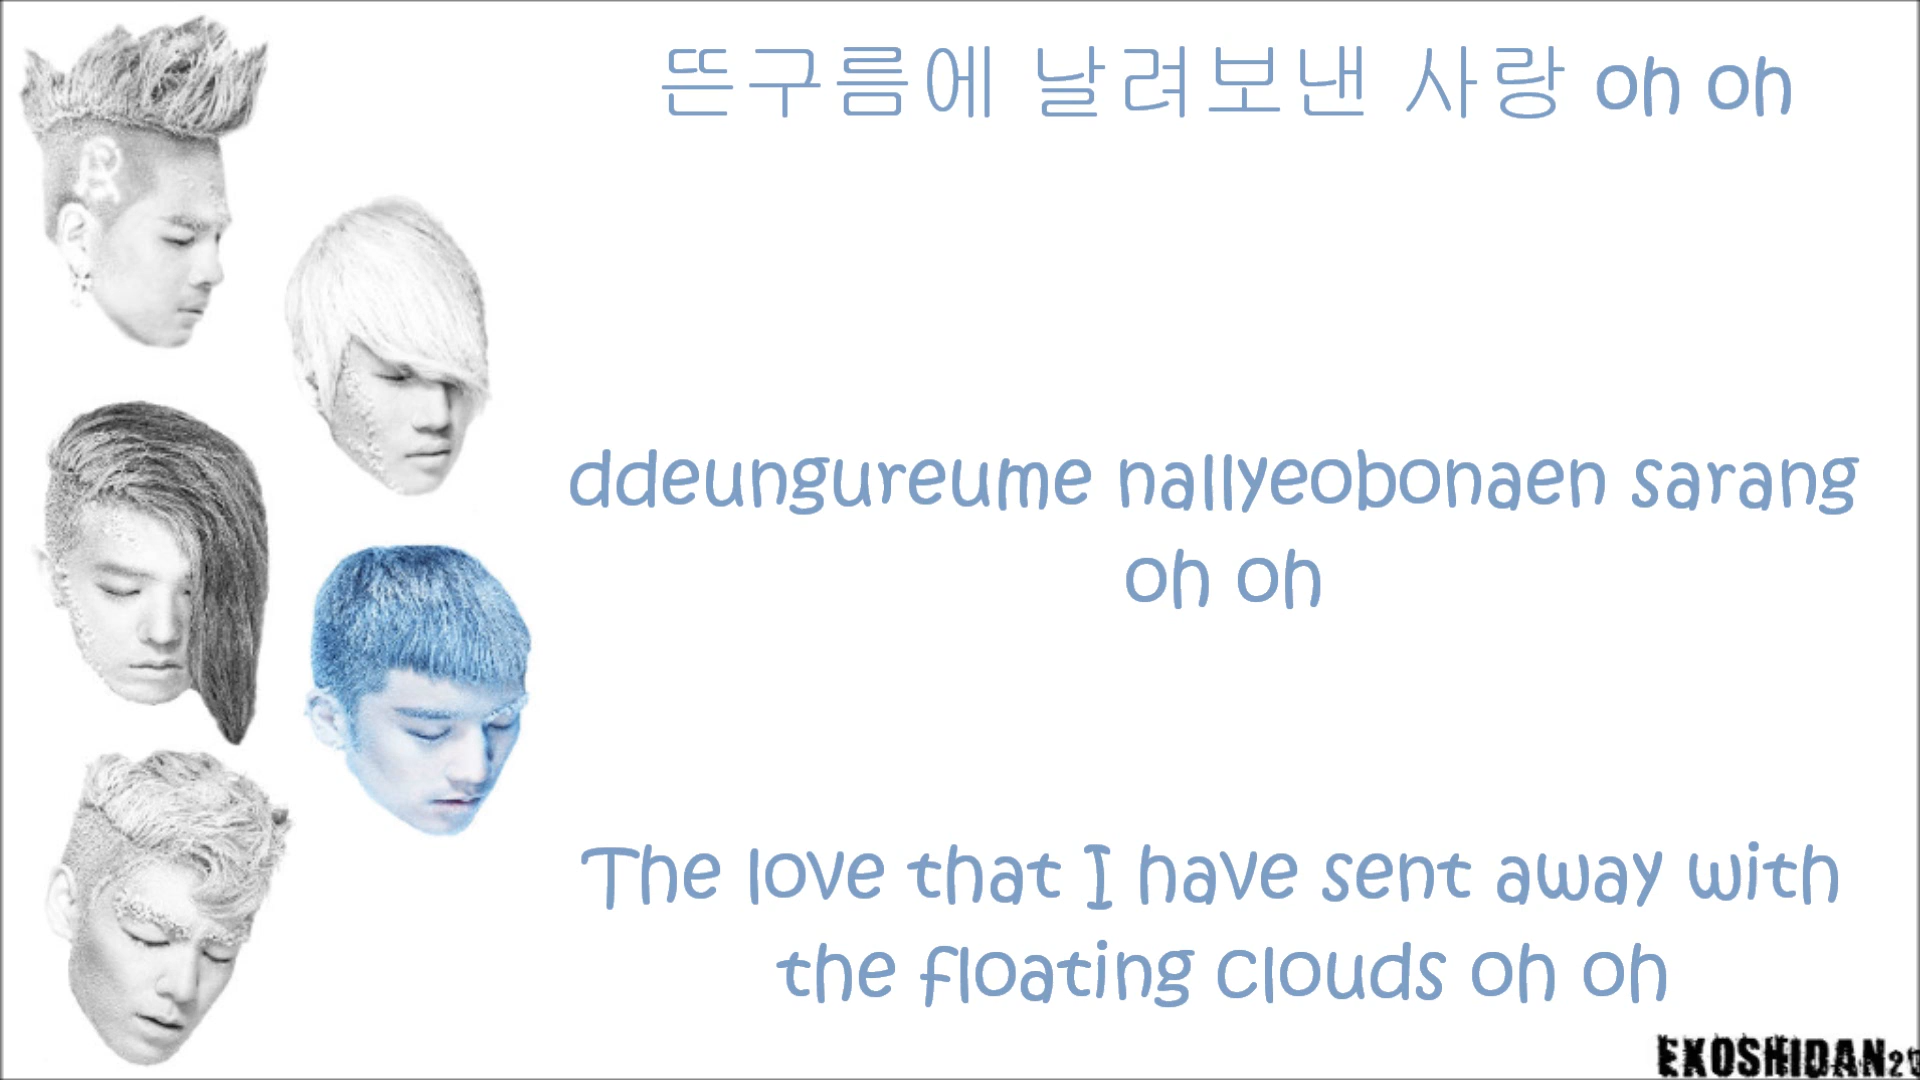 뜬구름에 날려보낸 사랑 oh oh
ddeungureume nallyeobonaen sarang
oh oh
The love that I have sent away with
the floating clouds oh oh
EXOSHIDAN2